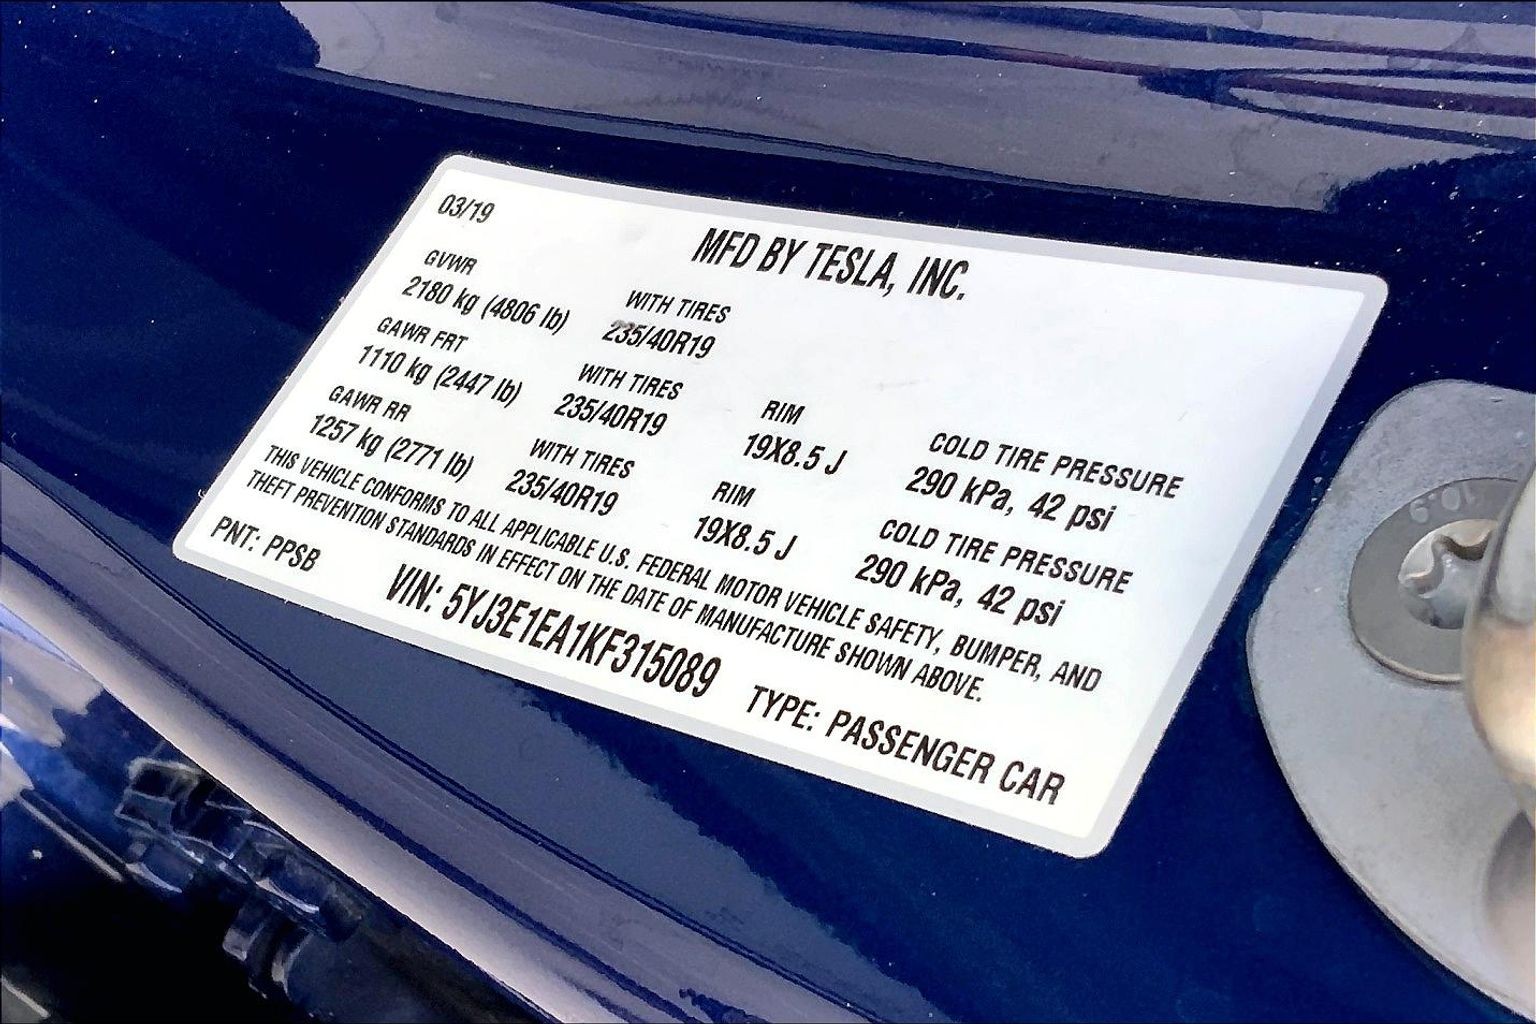 03/19
MFD BY TESLA, INC.
GVWR
2180 kg (4806 lb)
WITH TIRES
235/40R19
GAWR FRT
1110 kg (2447 lb)
WITH TIRES
235/40R19
RIM
19X8.5 J
COLD TIRE PRESSURE
290 kPa, 42 psi
GAWR RR
1257 kg (2771 lb)
WITH TIRES
235/40R19
RIM
19X8.5 J
COLD TIRE PRESSURE
290 kPa, 42 psi
THIS VEHICLE CONFORMS TO ALL APPLICABLE U.S. FEDERAL MOTOR VEHICLE SAFETY, BUMPER, AND
THEFT PREVENTION STANDARDS IN EFFECT ON THE DATE OF MANUFACTURE SHOWN ABOVE.
PNT: PPSB
VIN: 5YJ3E1EA1KF315089
TYPE: PASSENGER CAR
10.9